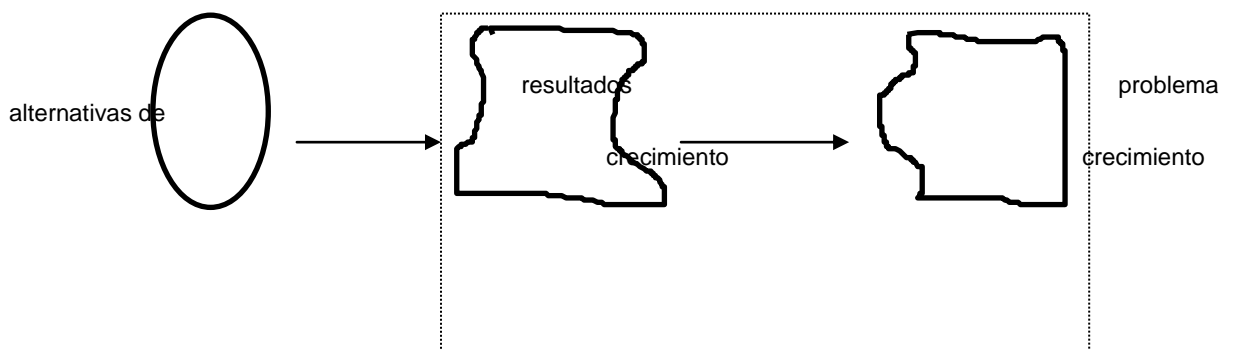 resultados problema
alternativas de
crecimiento crecimiento